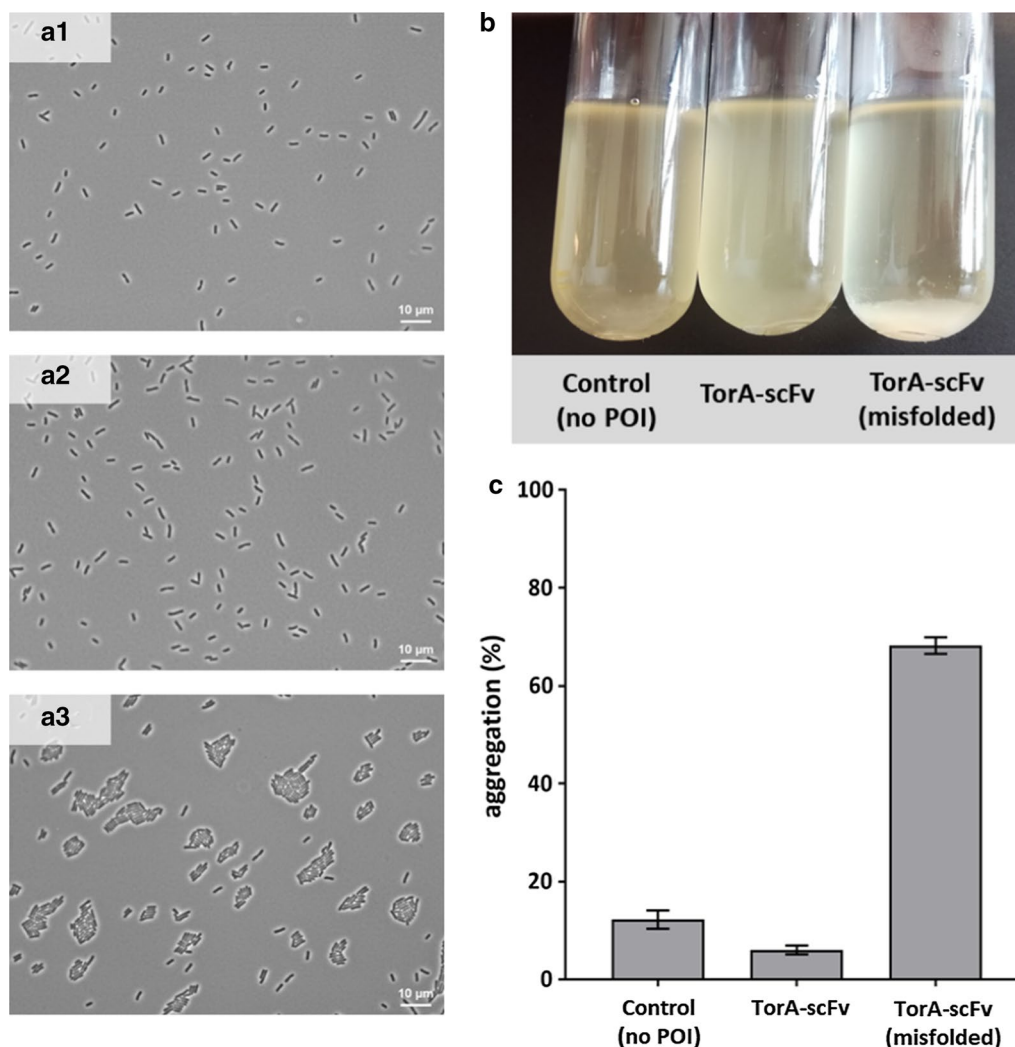 a1
10 μm
a2
10 μm
a3
10 μm
b
Control
(no POI)
TorA-scFv
TorA-scFv
(misfolded)
c
100
80
60
40
20
0
aggregation (%)
Control
(no POI)
TorA-scFv
TorA-scFv
(misfolded)